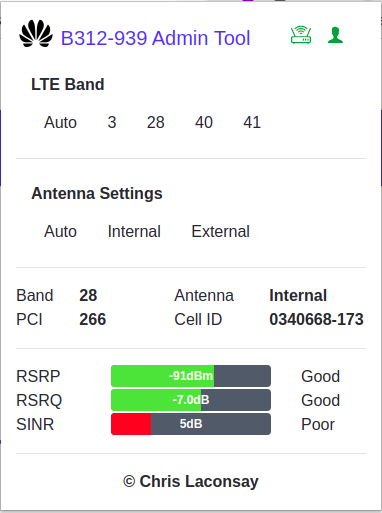 B312-939 Admin Tool
LTE Band
Auto 3 28 40 41
Antenna Settings
Auto Internal External
Band 28 Antenna Internal
PCI 266 Cell ID 0340668-173
RSRP -91dBm Good
RSRQ -7.0dB Good
SINR 5dB Poor
© Chris Laconsay